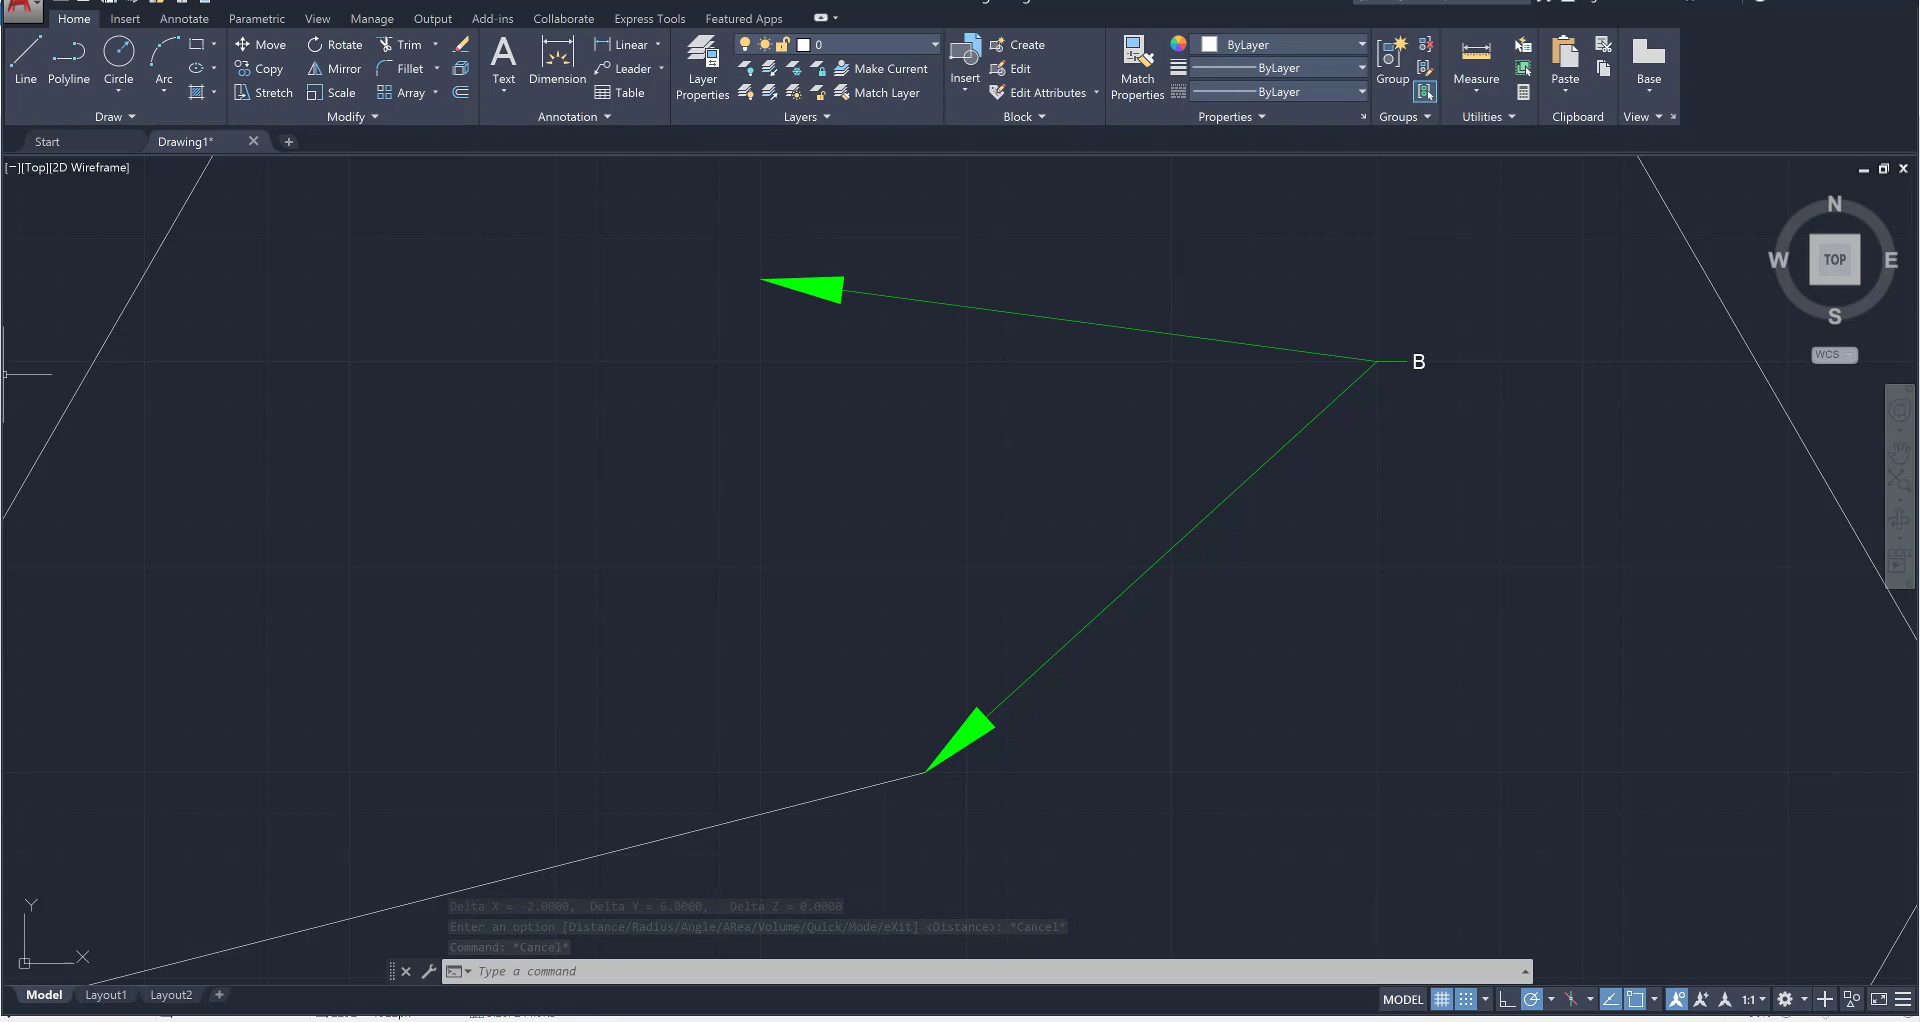 Home Insert Annotate Parametric View Manage Output Add-ins Collaborate Express Tools Featured Apps
Line Polyline Circle Arc
Move Rotate Trim
Copy Mirror Fillet
Stretch Scale Array
Text Dimension
Linear
Leader
Table
Layer Properties
0
Make Current
Match Layer
Insert
Create
Edit
Edit Attributes
Match Properties
ByLayer
ByLayer
ByLayer
Group
Measure
Paste
Base
Draw Modify Annotation Layers Block Properties Groups Utilities Clipboard View
Start Drawing1*
[−][Top][2D Wireframe]
N
W TOP E
S
WCS
B
Y
X
Delta X = -2.0000, Delta Y = 6.0000, Delta Z = 0.0000
Enter an option [Distance/Radius/Angle/ARea/Volume/Quick/Mode/eXit] <Distance>: *Cancel*
Command: *Cancel*
Type a command
Model Layout1 Layout2
MODEL 1:1